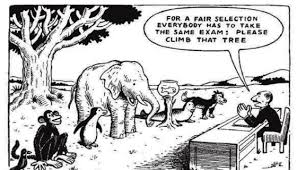 FOR A FAIR SELECTION
EVERYBODY HAS TO TAKE
THE SAME EXAM: PLEASE
CLIMB THAT TREE